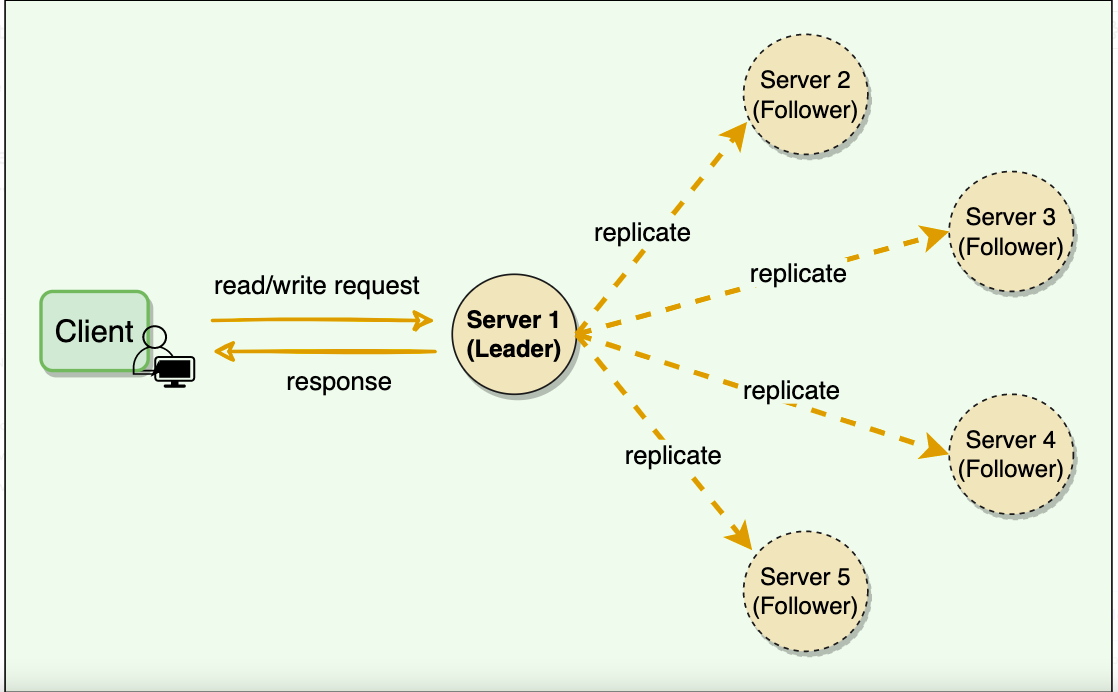 Server 2
(Follower)
Server 3
(Follower)
replicate
replicate
read/write request
Client
Server 1
(Leader)
response
replicate
replicate
Server 4
(Follower)
Server 5
(Follower)